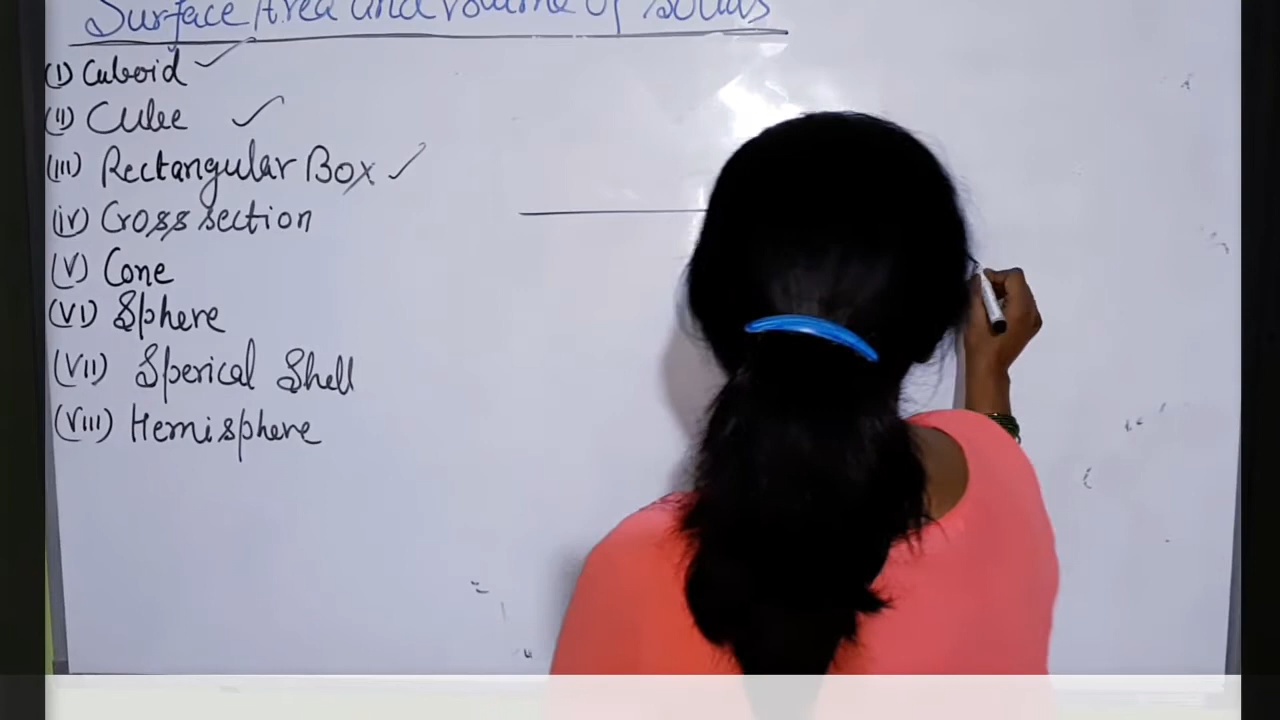 Surface Area and Volume of Solids
(I) Cuboid ✓
(II) Cube ✓
(III) Rectangular Box ✓
(iv) Cross section
(V) Cone
(VI) Sphere
(VII) Sperical Shell
(VIII) Hemisphere